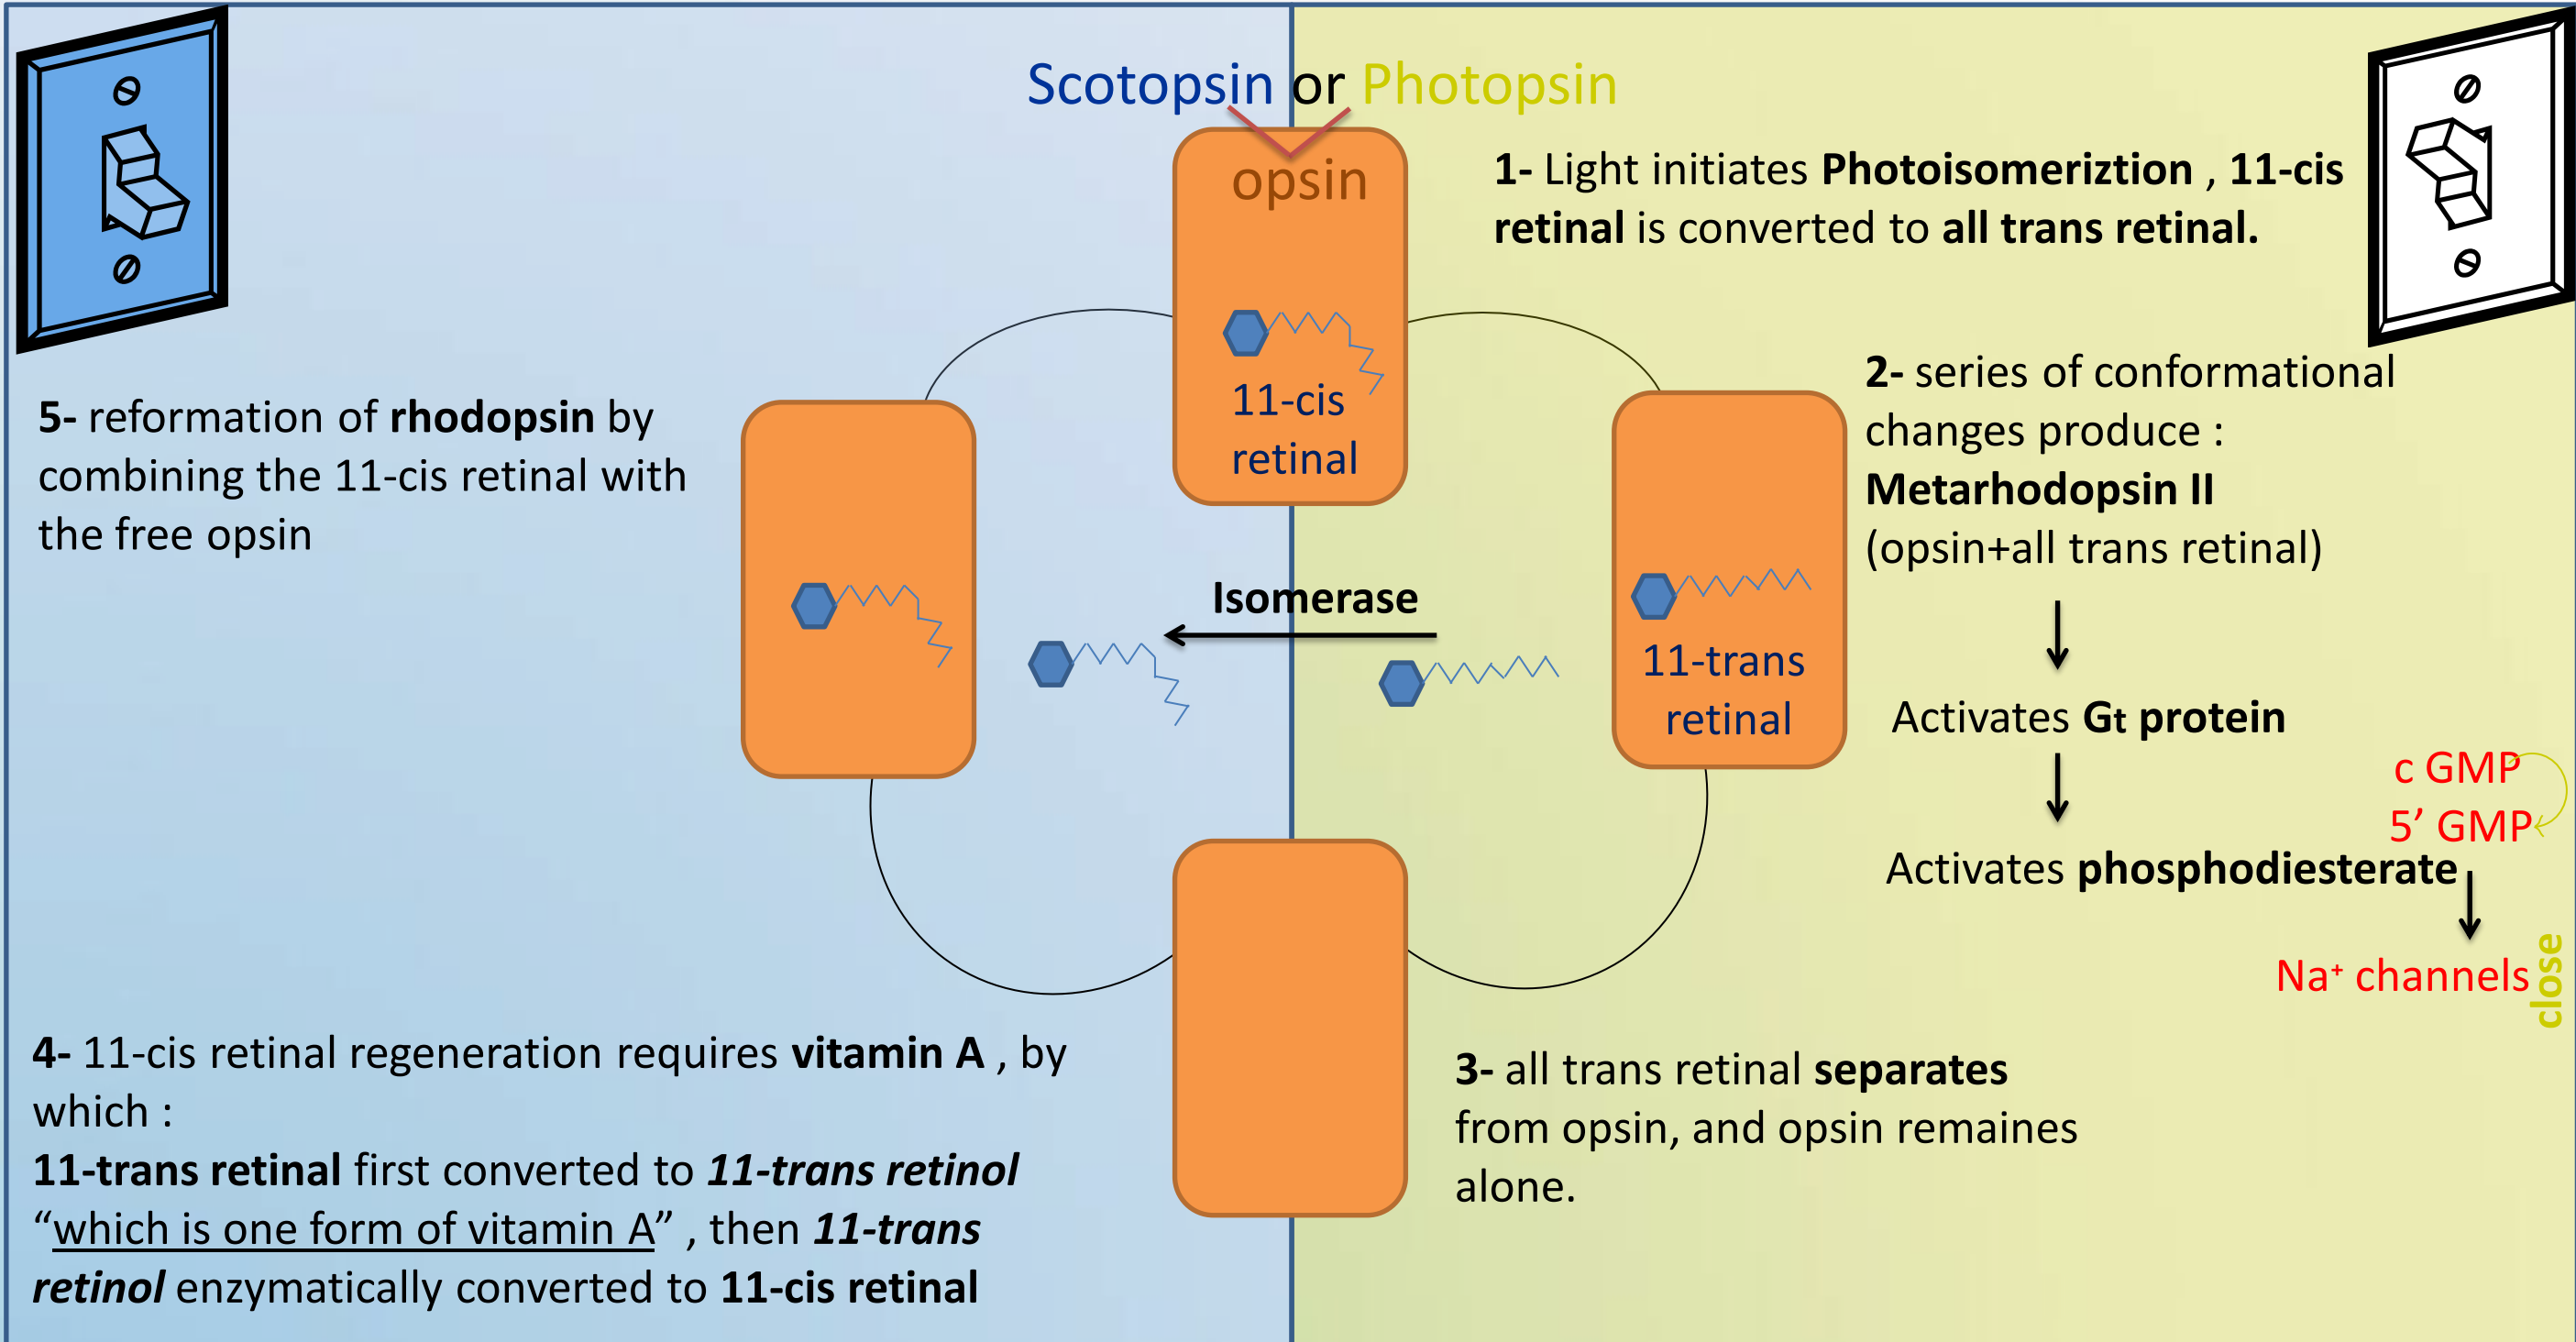 Scotopsin or Photopsin
opsin
11-cis
retinal
1- Light initiates Photoisomeriztion , 11-cis
retinal is converted to all trans retinal.
2- series of conformational
changes produce :
Metarhodopsin II
(opsin+all trans retinal)
Activates Gt protein
Activates phosphodiesterate
c GMP
5’ GMP
Na⁺ channels
close
11-trans
retinal
Isomerase
3- all trans retinal separates
from opsin, and opsin remaines
alone.
4- 11-cis retinal regeneration requires vitamin A , by
which :
11-trans retinal first converted to 11-trans retinol
“which is one form of vitamin A” , then 11-trans
retinol enzymatically converted to 11-cis retinal
5- reformation of rhodopsin by
combining the 11-cis retinal with
the free opsin